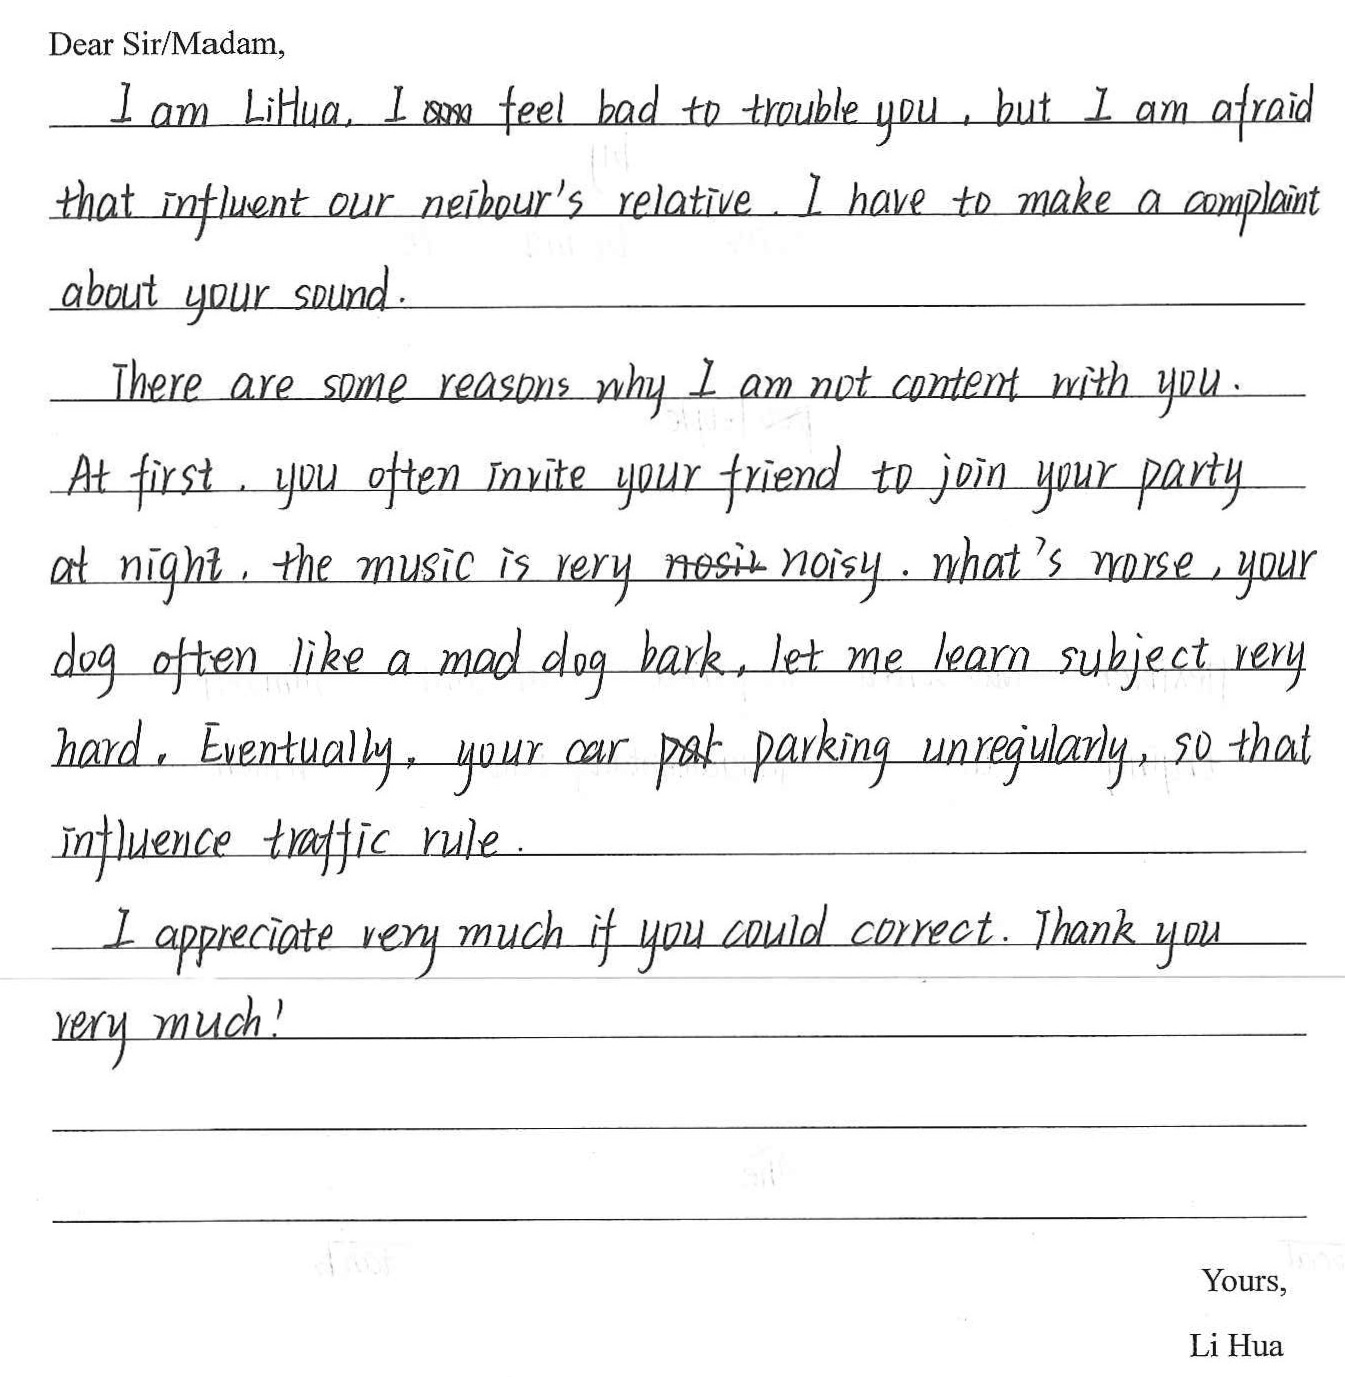 Dear Sir/Madam,
I am LiHua, I feel bad to trouble you, but I am afraid
that influent our neibour's relative. I have to make a complaint
about your sound.
There are some reasons why I am not content with you.
At first, you often invite your friend to join your party
at night, the music is very noisy. what's worse, your
dog often like a mad dog bark, let me learn subject very
hard, Eventually, your car parking unregularly, so that
influence traffic rule.
I appreciate very much if you could correct. Thank you
very much!
Yours,
Li Hua